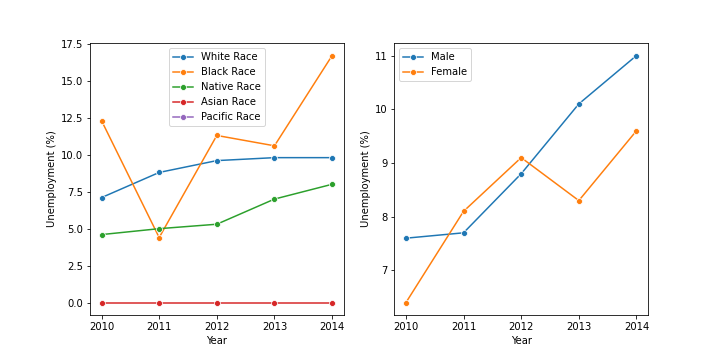 17.5
15.0
12.5
10.0
7.5
5.0
2.5
0.0
Unemployment (%)
White Race
Black Race
Native Race
Asian Race
Pacific Race
2010 2011 2012 2013 2014
Year
11
10
9
8
7
Unemployment (%)
Male
Female
2010 2011 2012 2013 2014
Year